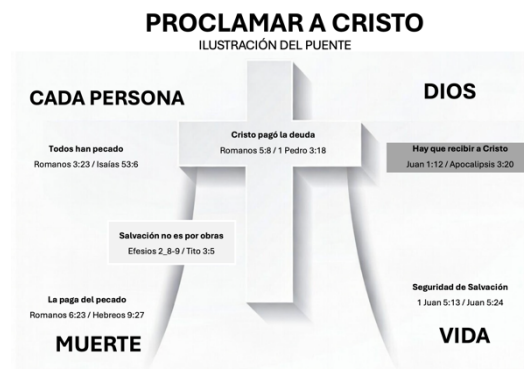 PROCLAMAR A CRISTO
ILUSTRACIÓN DEL PUENTE
CADA PERSONA
DIOS
Cristo pagó la deuda
Romanos 5:8 / 1 Pedro 3:18
Todos han pecado
Romanos 3:23 / Isaías 53:6
Hay que recibir a Cristo
Juan 1:12 / Apocalipsis 3:20
Salvación no es por obras
Efesios 2_8-9 / Tito 3:5
La paga del pecado
Romanos 6:23 / Hebreos 9:27
Seguridad de Salvación
1 Juan 5:13 / Juan 5:24
MUERTE
VIDA